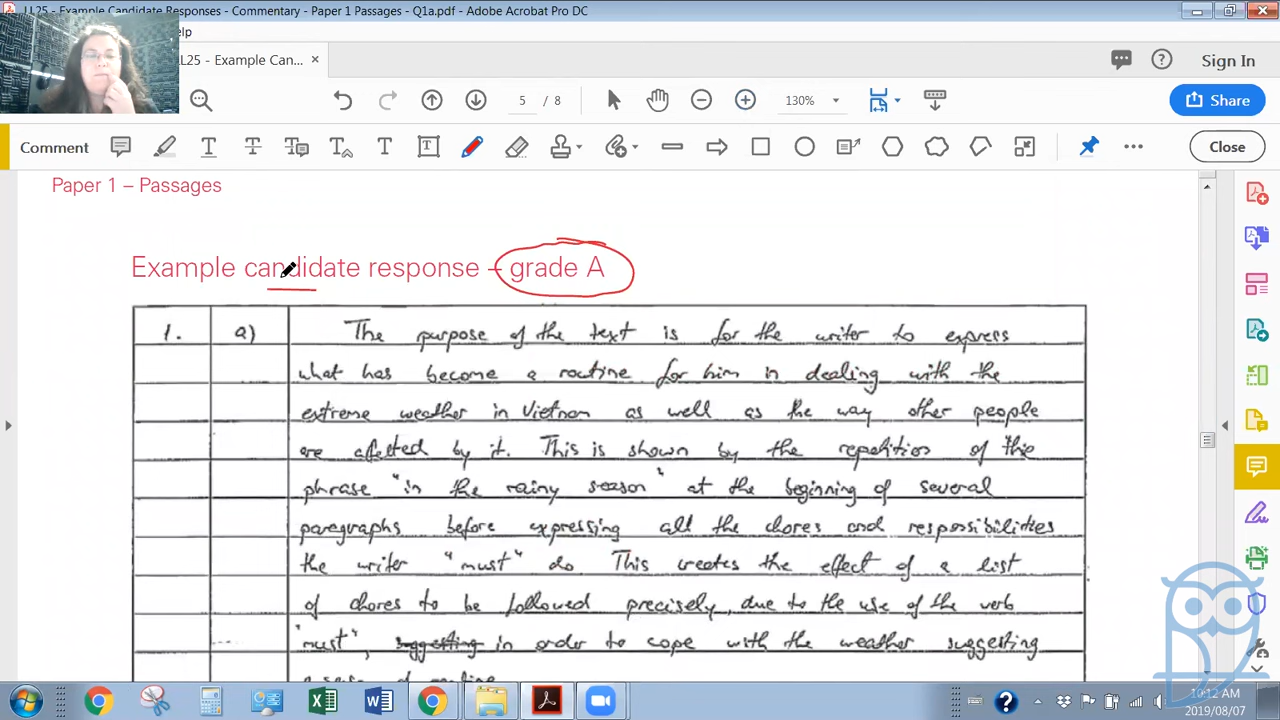 LL25 - Example Candidate Responses - Commentary - Paper 1 Passages - Q1a.pdf - Adobe Acrobat Pro DC
elp
LL25 - Example Can... ×
Sign In
5 / 8
130%
Share
Comment
Close
Paper 1 – Passages
Example candidate response – grade A
1. a) The purpose of the text is for the writer to express
what has become a routine for him in dealing with the
extreme weather in Vietnam as well as the way other people
are affected by it. This is shown by the repetition of the
phrase "in the rainy season" at the beginning of several
paragraphs before expressing all the chores and responsibilities
the writer "must" do. This creates the effect of a list
of chores to be followed precisely, due to the use of the verb
"must", suggesting in order to cope with the weather suggesting
10:12 AM
2019/08/07